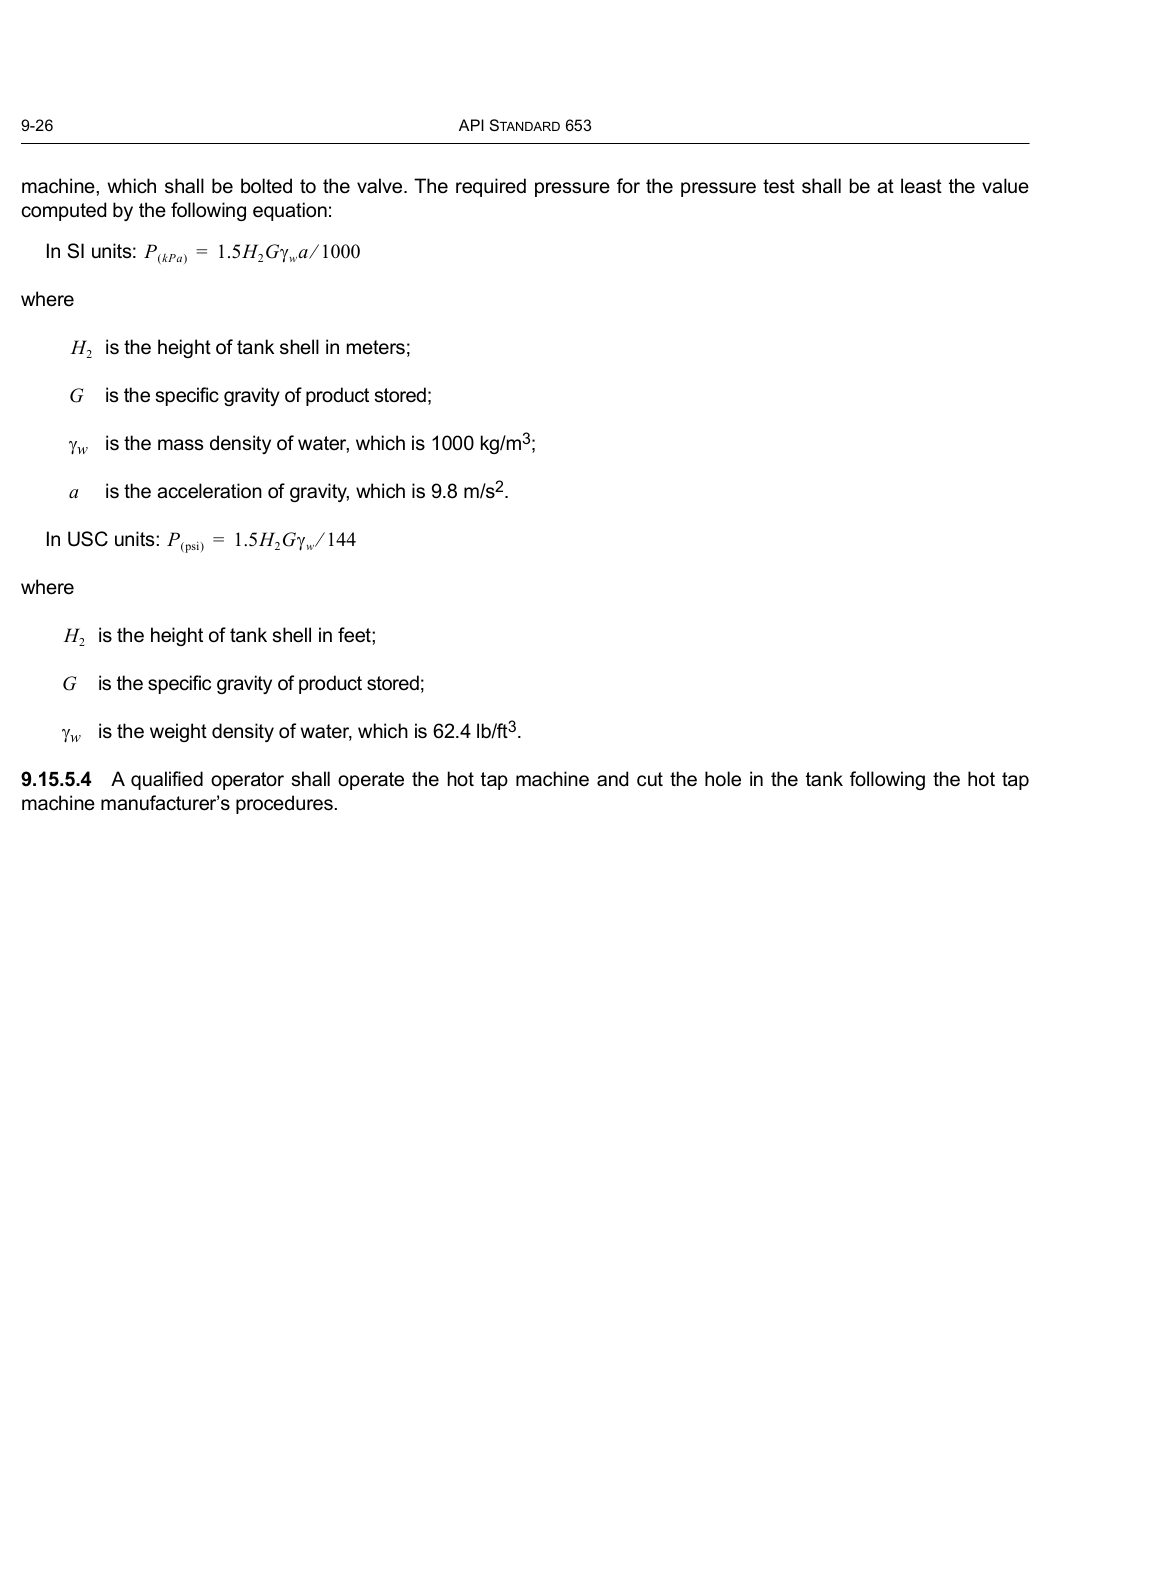 9-26 API STANDARD 653
machine, which shall be bolted to the valve. The required pressure for the pressure test shall be at least the value
computed by the following equation:
In SI units: P(kPa) = 1.5H₂Gγwa ⁄ 1000
where
H₂ is the height of tank shell in meters;
G is the specific gravity of product stored;
γw is the mass density of water, which is 1000 kg/m³;
a is the acceleration of gravity, which is 9.8 m/s².
In USC units: P(psi) = 1.5H₂Gγw ⁄ 144
where
H₂ is the height of tank shell in feet;
G is the specific gravity of product stored;
γw is the weight density of water, which is 62.4 lb/ft³.
9.15.5.4 A qualified operator shall operate the hot tap machine and cut the hole in the tank following the hot tap
machine manufacturer’s procedures.